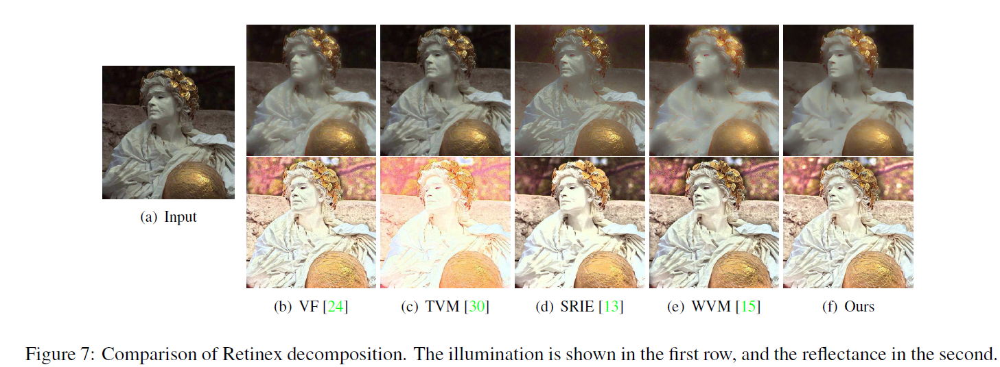 (a) Input
(b) VF [24]
(c) TVM [30]
(d) SRIE [13]
(e) WVM [15]
(f) Ours
Figure 7: Comparison of Retinex decomposition. The illumination is shown in the first row, and the reflectance in the second.